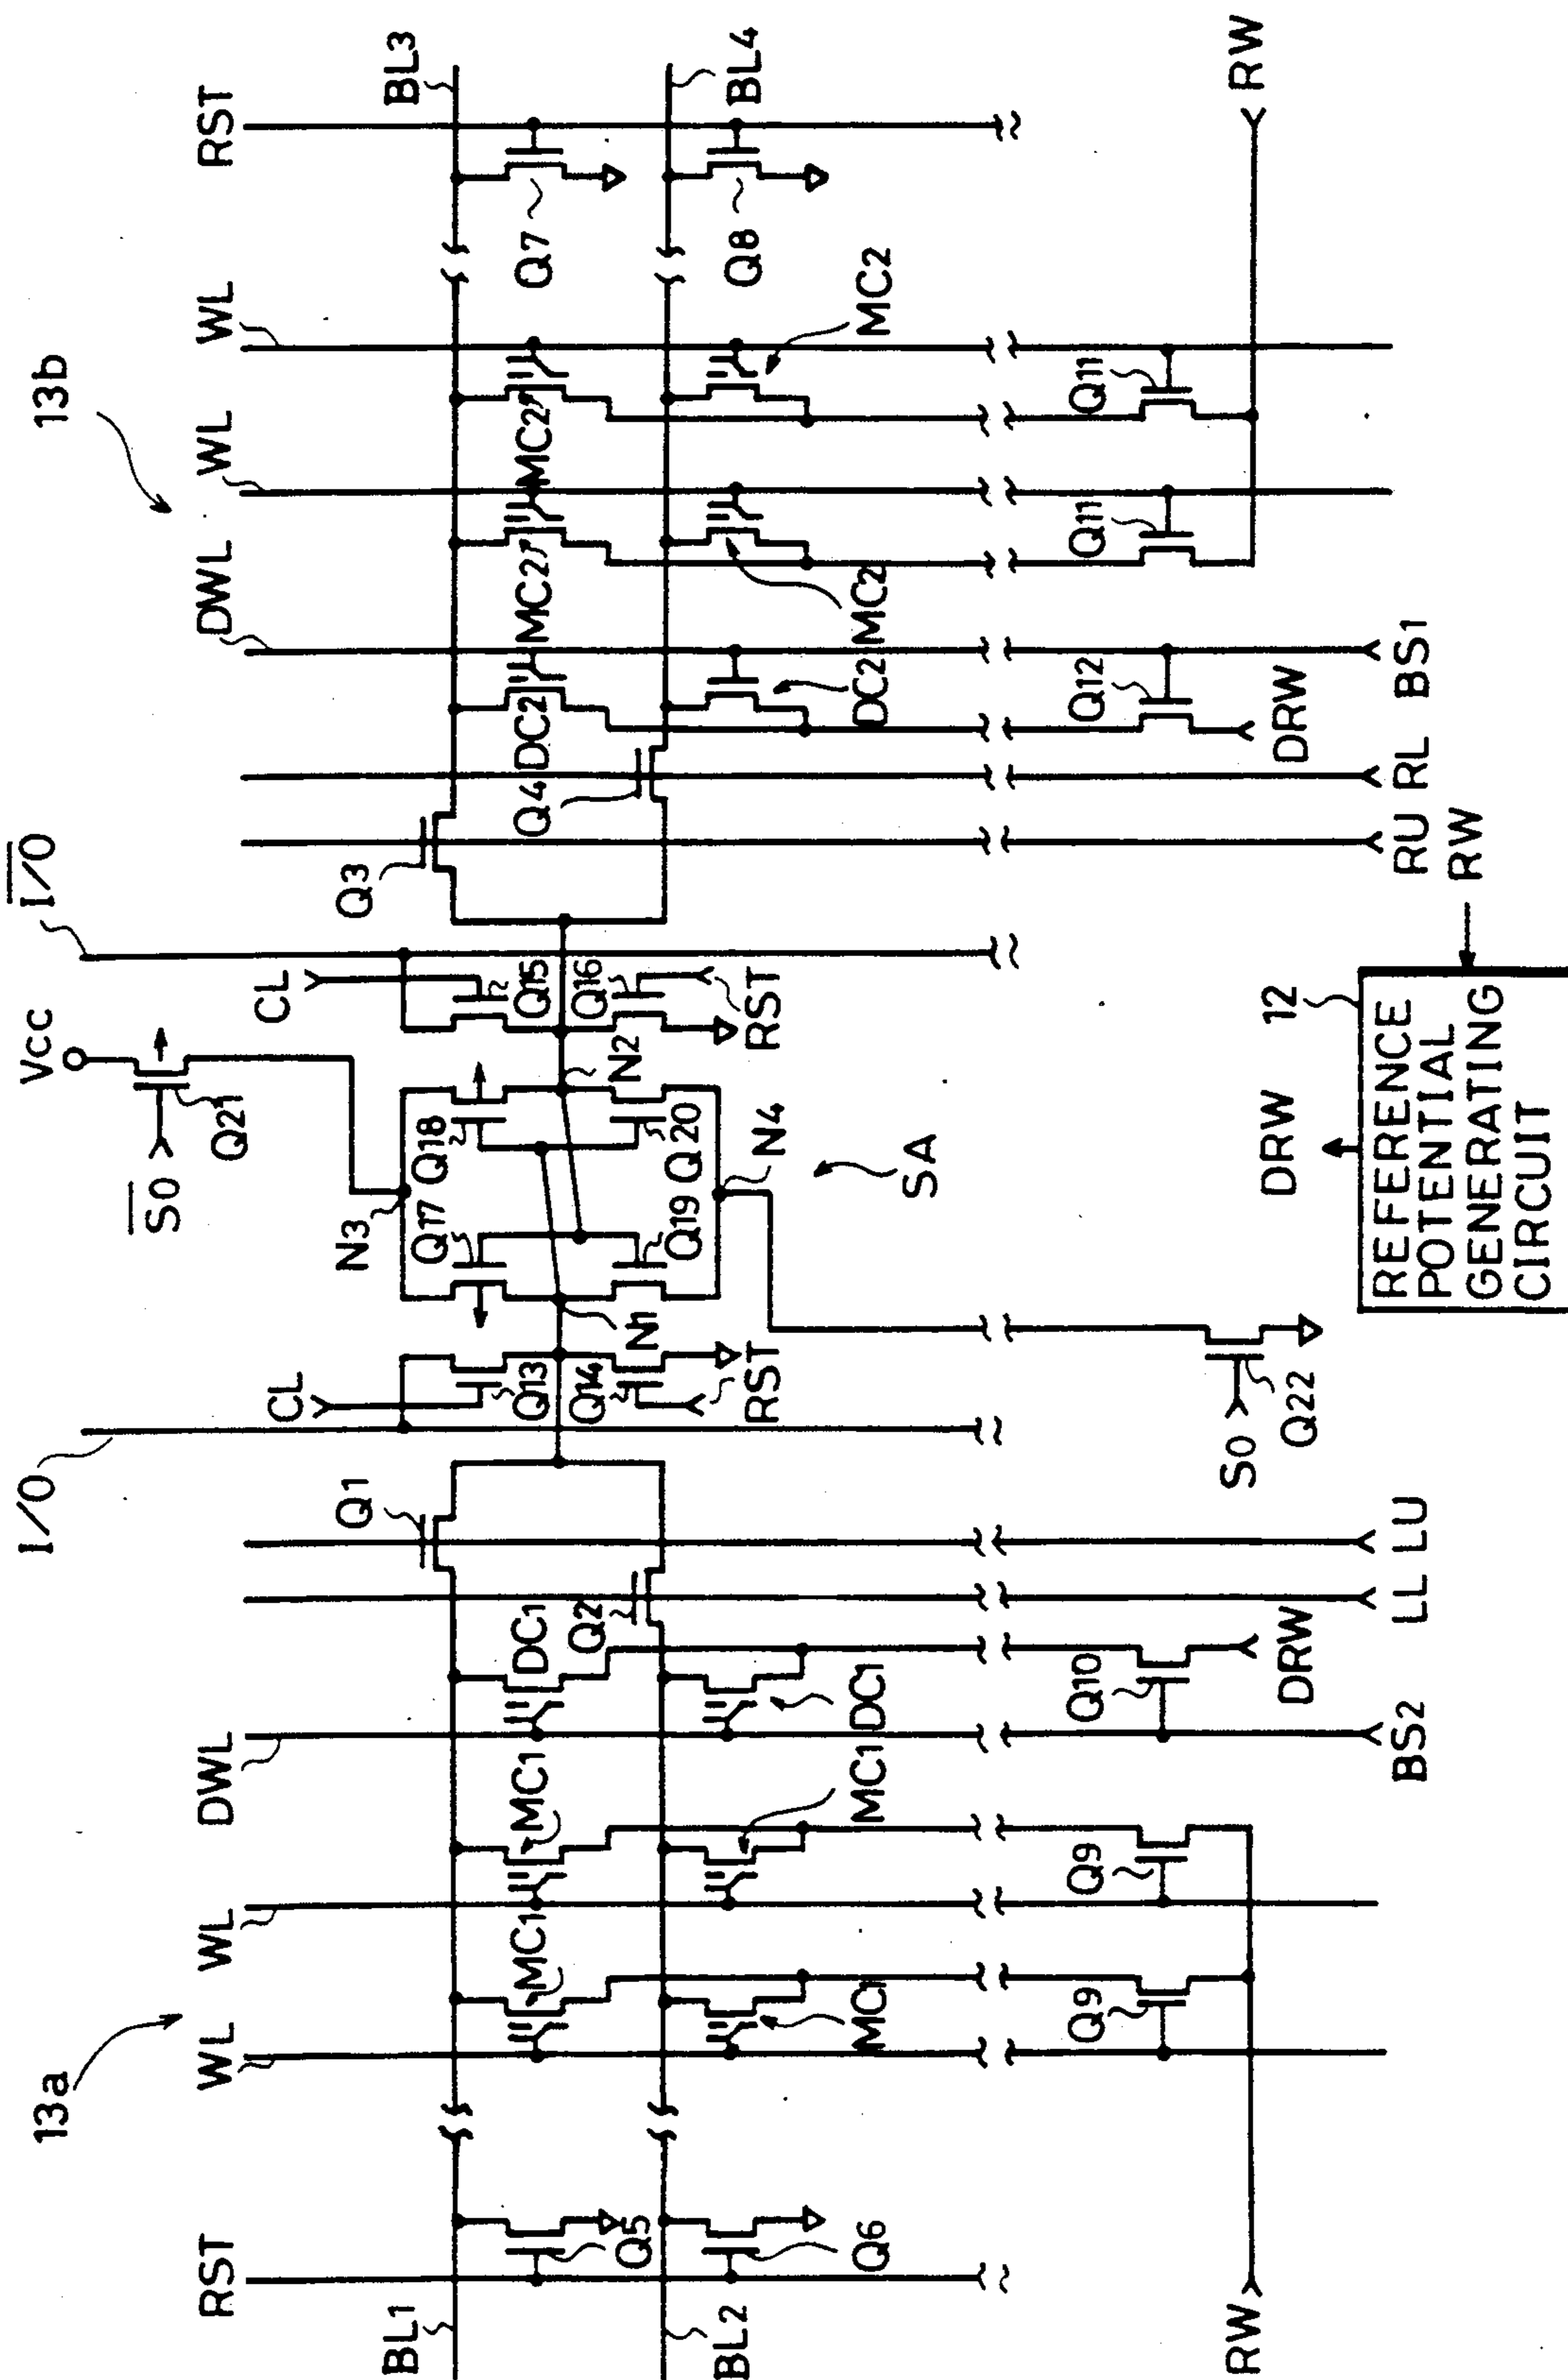 13a
13b
I/O
I/O
Vcc
S0
Q21
CL
CL
RST
WL
WL
DWL
DWL
WL
WL
RST
BL1
BL3
Q1
Q3
N3
Q5
MC1
MC1
DC1
Q2
Q13
Q14
Q17
Q18
Q15
Q16
Q4
DC2
MC2
MC2
Q7
N1
N2
Q19
Q20
RST
RST
N4
BL2
BL4
Q6
MC1
MC1
DC1
SA
DC2
MC2
MC2
Q8
Q9
Q9
Q10
Q12
Q11
Q11
RW
DRW
S0
Q22
DRW
DRW
RW
BS2
LL
LU
12
RU
RL
BS1
RW
REFERENCE
POTENTIAL
GENERATING
CIRCUIT